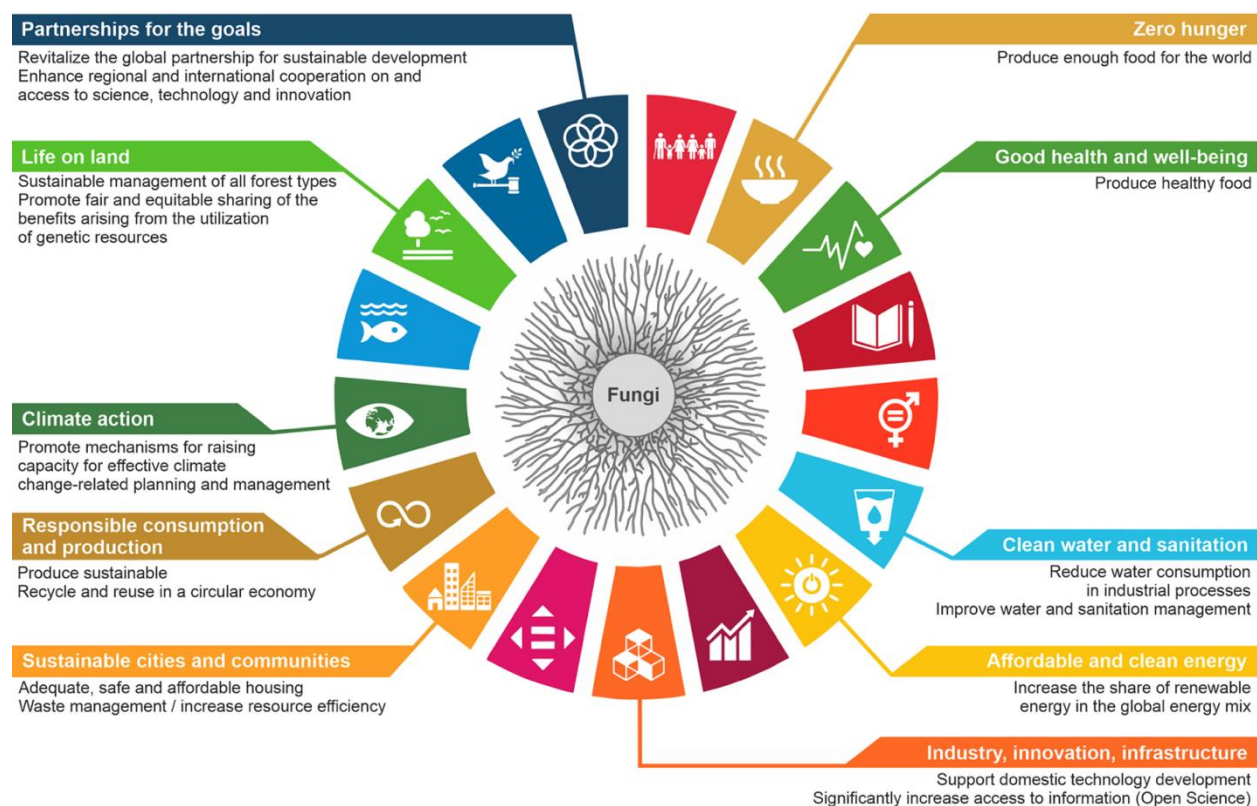 Partnerships for the goals
Revitalize the global partnership for sustainable development
Enhance regional and international cooperation on and
access to science, technology and innovation
Life on land
Sustainable management of all forest types
Promote fair and equitable sharing of the
benefits arising from the utilization
of genetic resources
Climate action
Promote mechanisms for raising
capacity for effective climate
change-related planning and management
Responsible consumption
and production
Produce sustainable
Recycle and reuse in a circular economy
Sustainable cities and communities
Adequate, safe and affordable housing
Waste management / increase resource efficiency
Fungi
Zero hunger
Produce enough food for the world
Good health and well-being
Produce healthy food
Clean water and sanitation
Reduce water consumption
in industrial processes
Improve water and sanitation management
Affordable and clean energy
Increase the share of renewable
energy in the global energy mix
Industry, innovation, infrastructure
Support domestic technology development
Significantly increase access to information (Open Science)